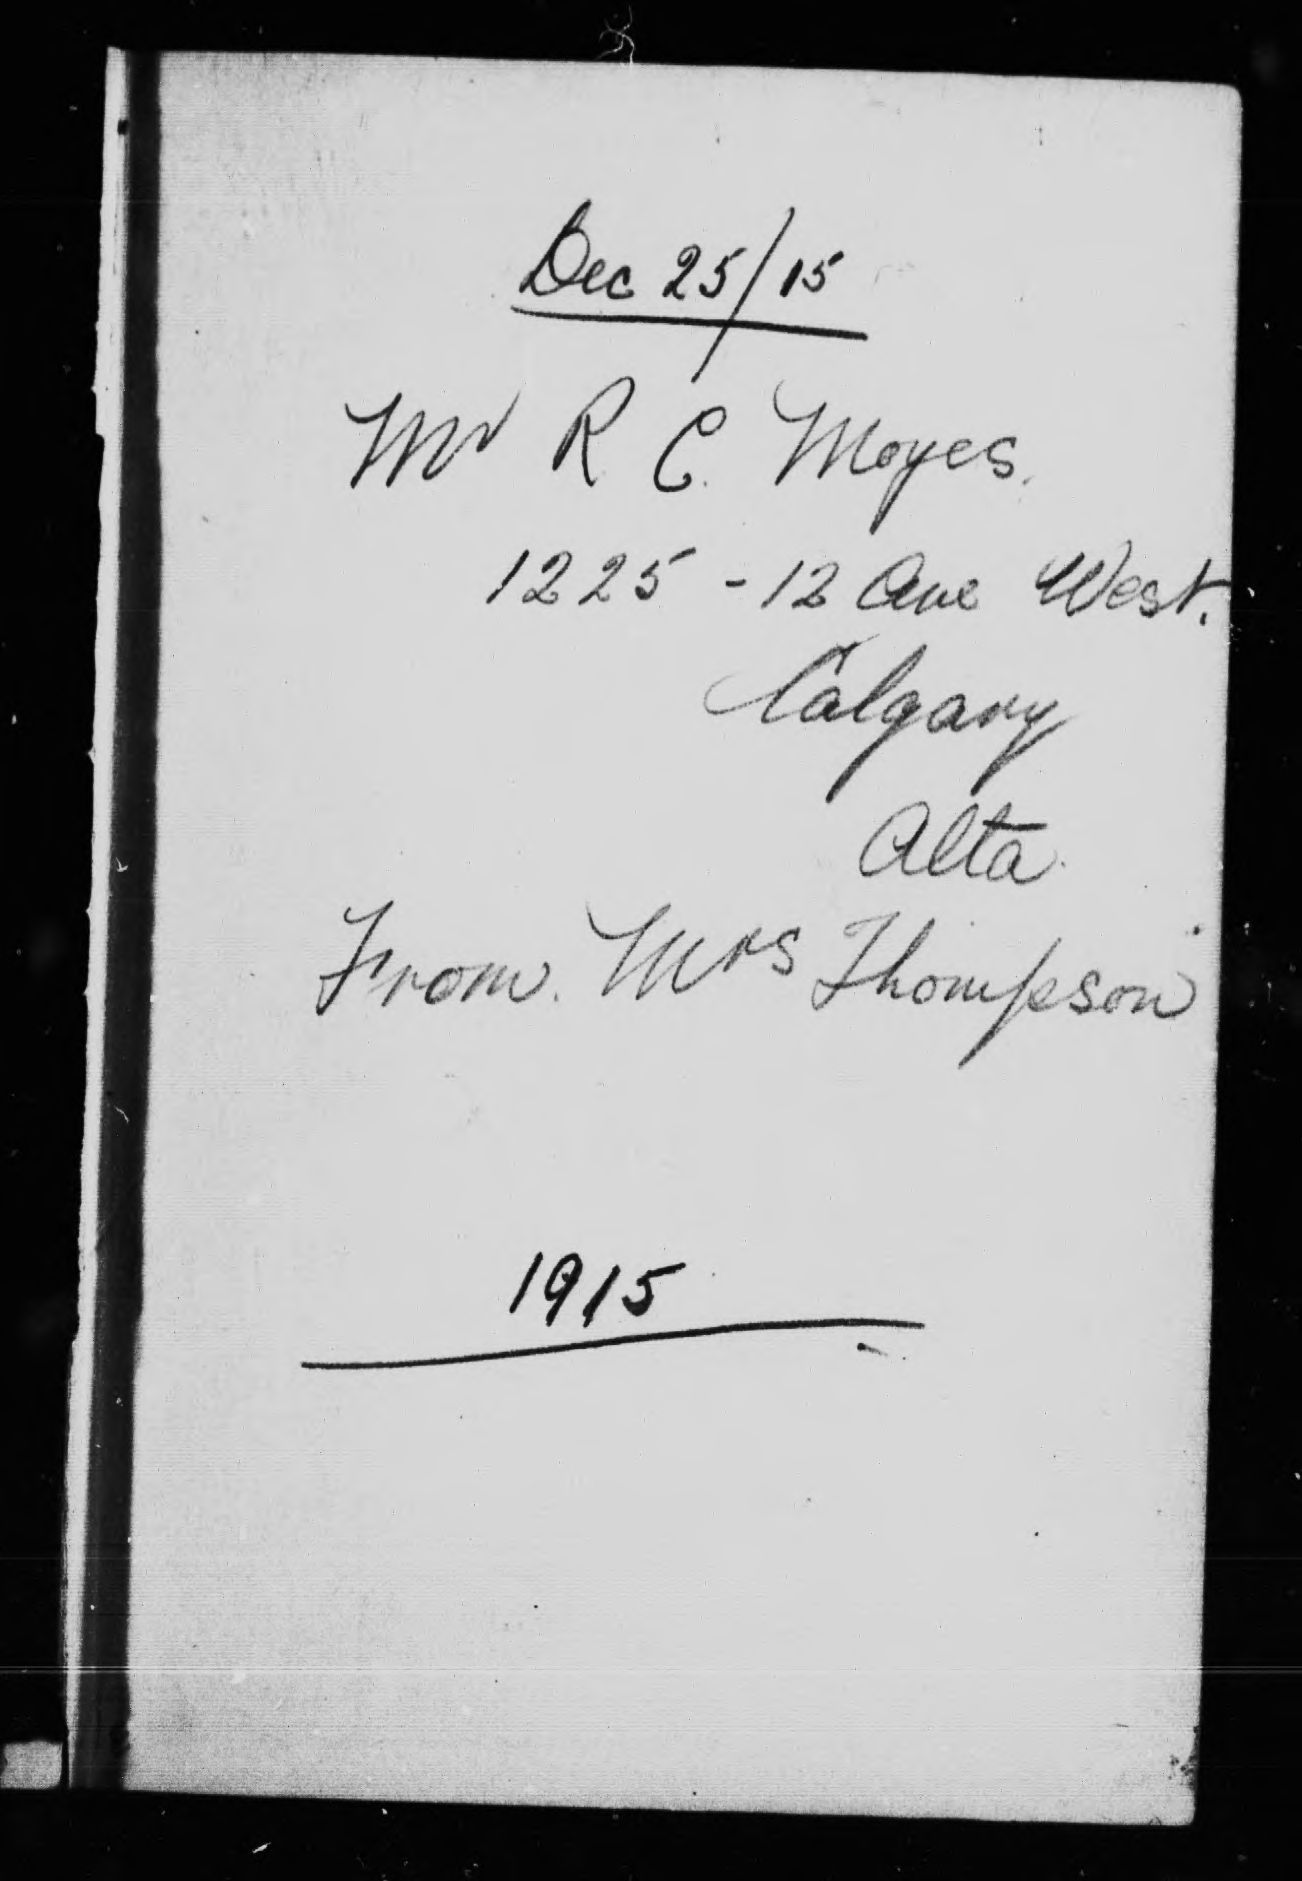 Dec 25/15
Mr R. C. Moyes.
1225 - 12 Ave West.
Calgary
Alta.
From. Mrs Thompson
1915